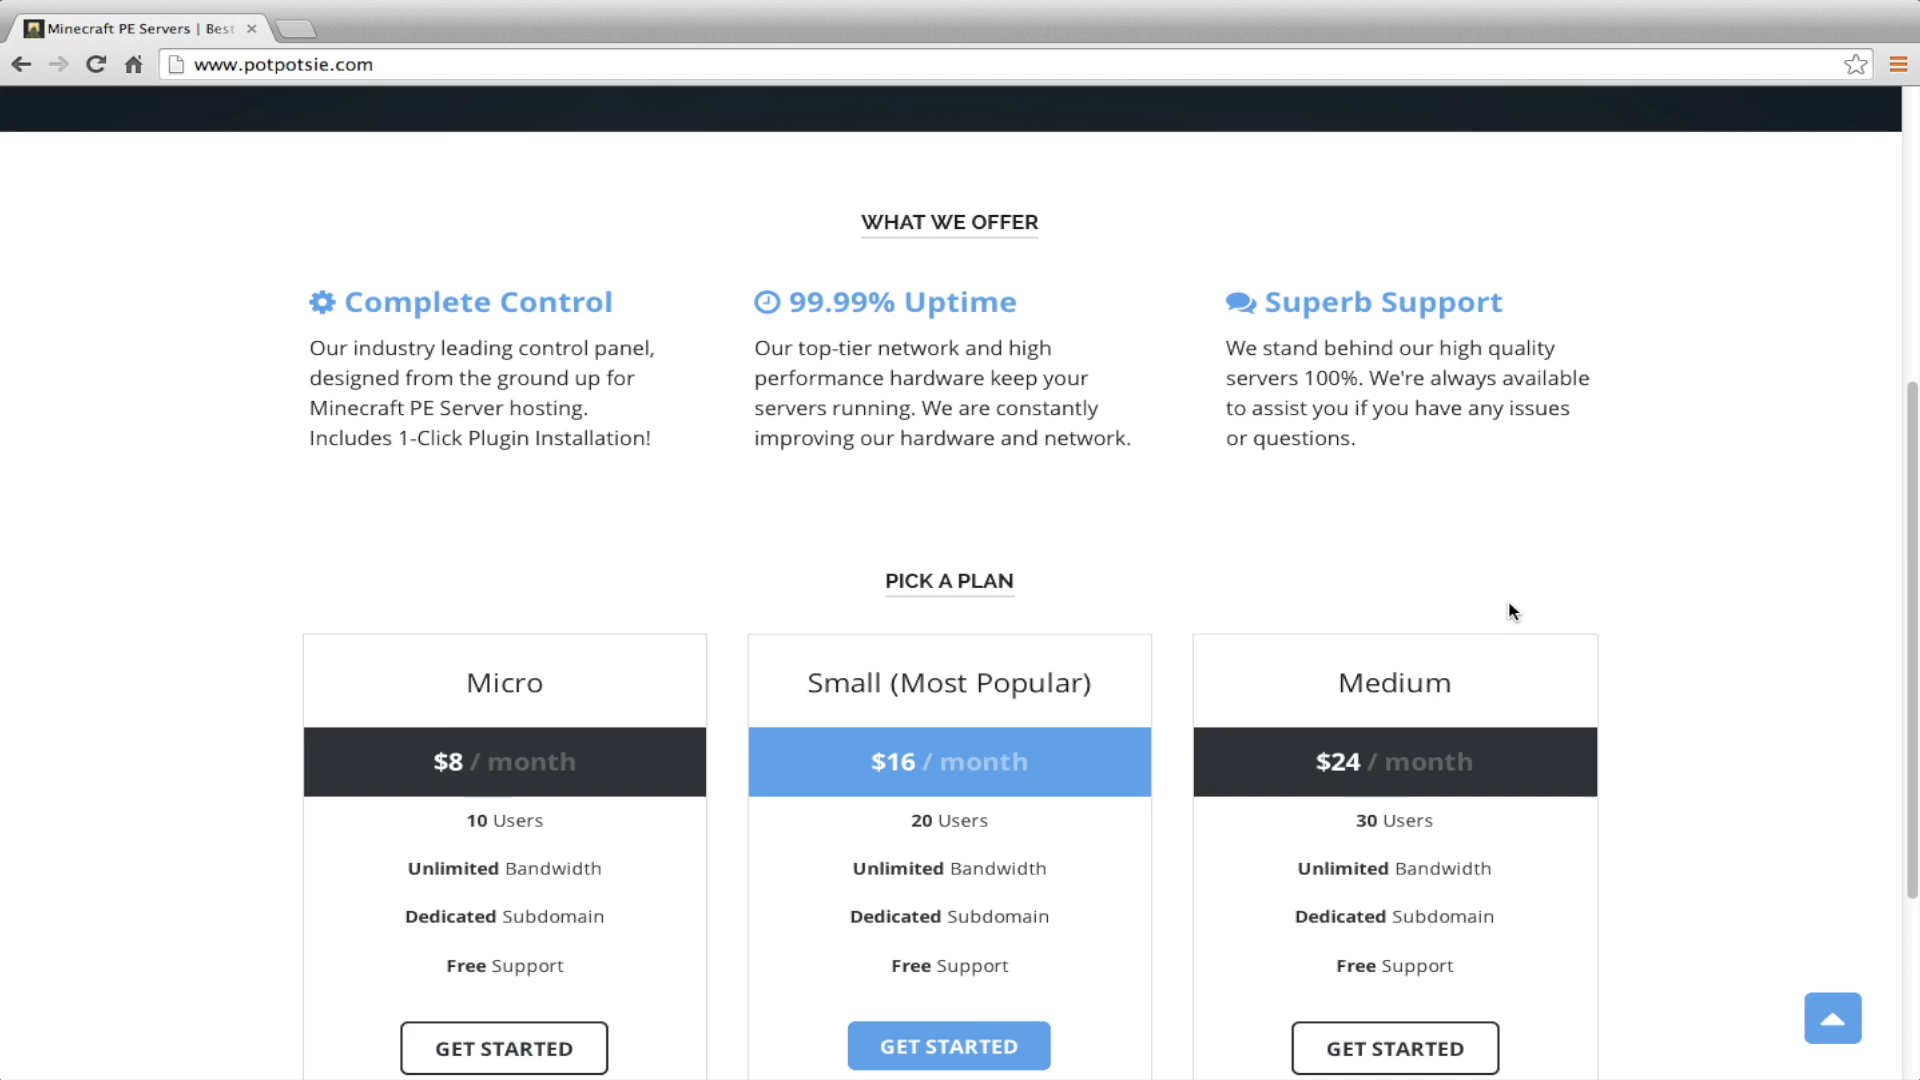 Minecraft PE Servers | Best
www.potpotsie.com
WHAT WE OFFER
Complete Control
Our industry leading control panel,
designed from the ground up for
Minecraft PE Server hosting.
Includes 1-Click Plugin Installation!
99.99% Uptime
Our top-tier network and high
performance hardware keep your
servers running. We are constantly
improving our hardware and network.
Superb Support
We stand behind our high quality
servers 100%. We're always available
to assist you if you have any issues
or questions.
PICK A PLAN
Micro
$8 / month
10 Users
Unlimited Bandwidth
Dedicated Subdomain
Free Support
GET STARTED
Small (Most Popular)
$16 / month
20 Users
Unlimited Bandwidth
Dedicated Subdomain
Free Support
GET STARTED
Medium
$24 / month
30 Users
Unlimited Bandwidth
Dedicated Subdomain
Free Support
GET STARTED